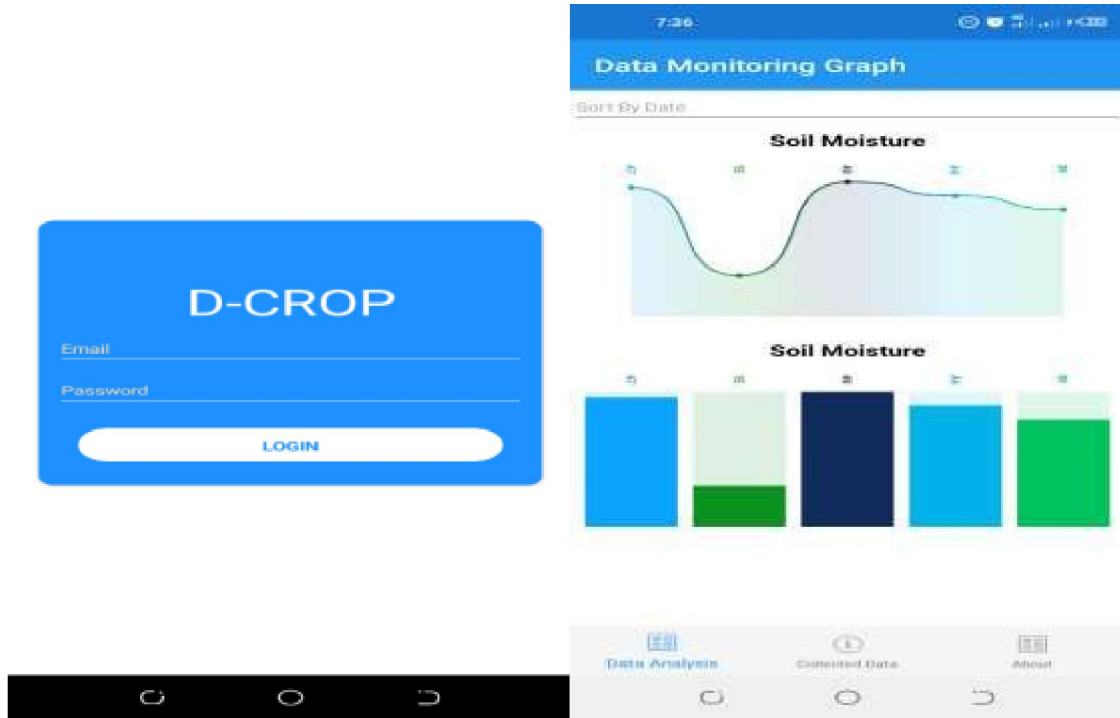 D-CROP
Email
Password
LOGIN
7:36
Data Monitoring Graph
Sort By Date
Soil Moisture
Soil Moisture
Data Analysis
Collected Data
About